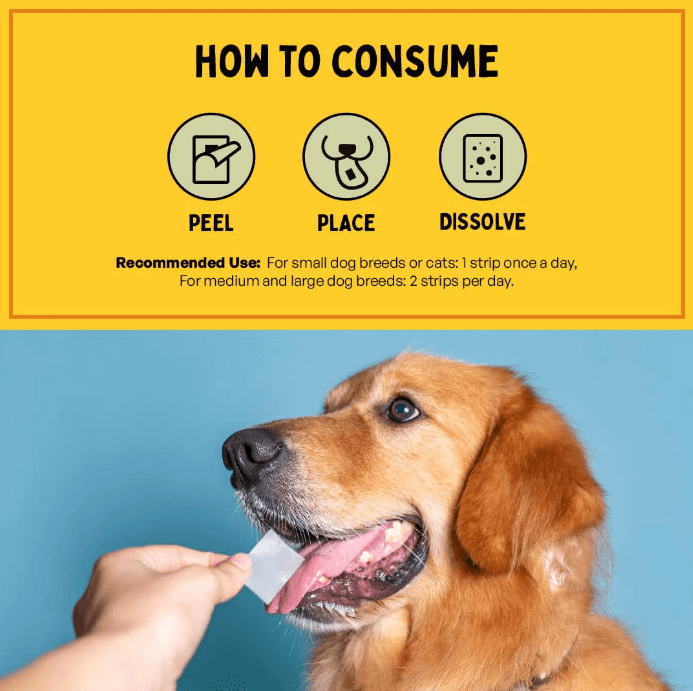 HOW TO CONSUME
PEEL
PLACE
DISSOLVE
Recommended Use: For small dog breeds or cats: 1 strip once a day,
For medium and large dog breeds: 2 strips per day.